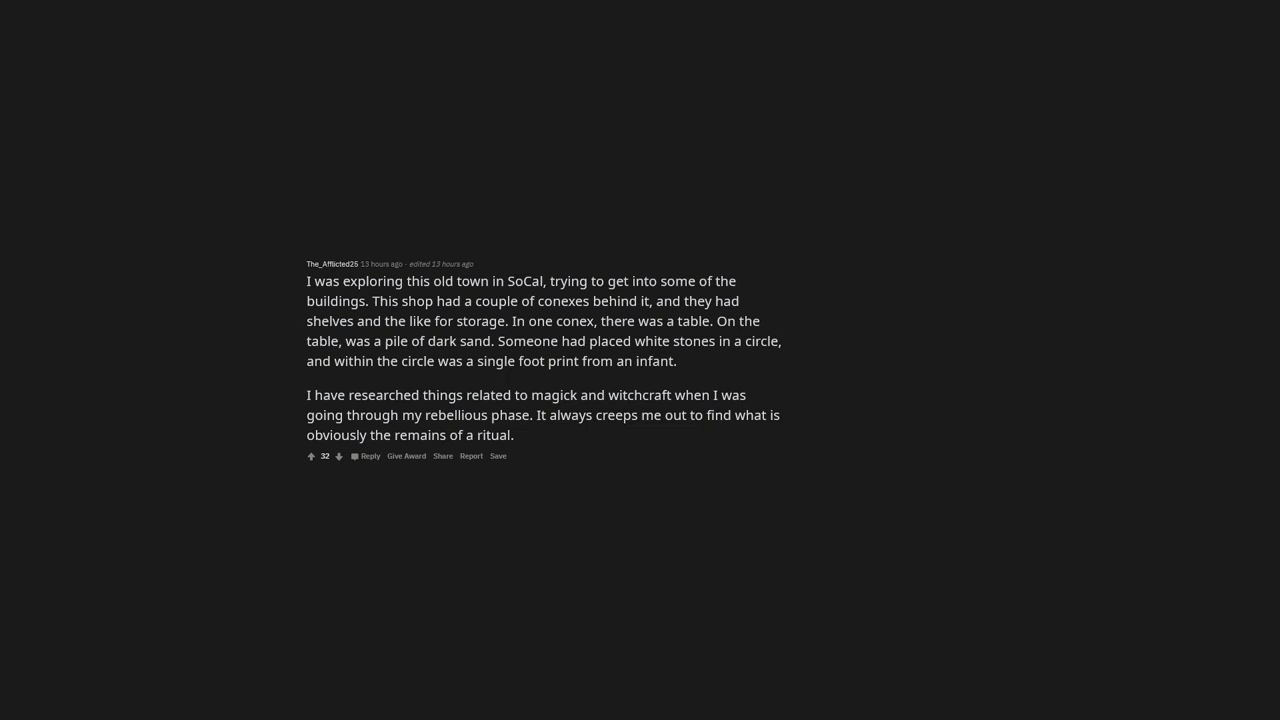 The_Afflicted25 13 hours ago · edited 13 hours ago
I was exploring this old town in SoCal, trying to get into some of the
buildings. This shop had a couple of conexes behind it, and they had
shelves and the like for storage. In one conex, there was a table. On the
table, was a pile of dark sand. Someone had placed white stones in a circle,
and within the circle was a single foot print from an infant.
I have researched things related to magick and witchcraft when I was
going through my rebellious phase. It always creeps me out to find what is
obviously the remains of a ritual.
32 Reply Give Award Share Report Save